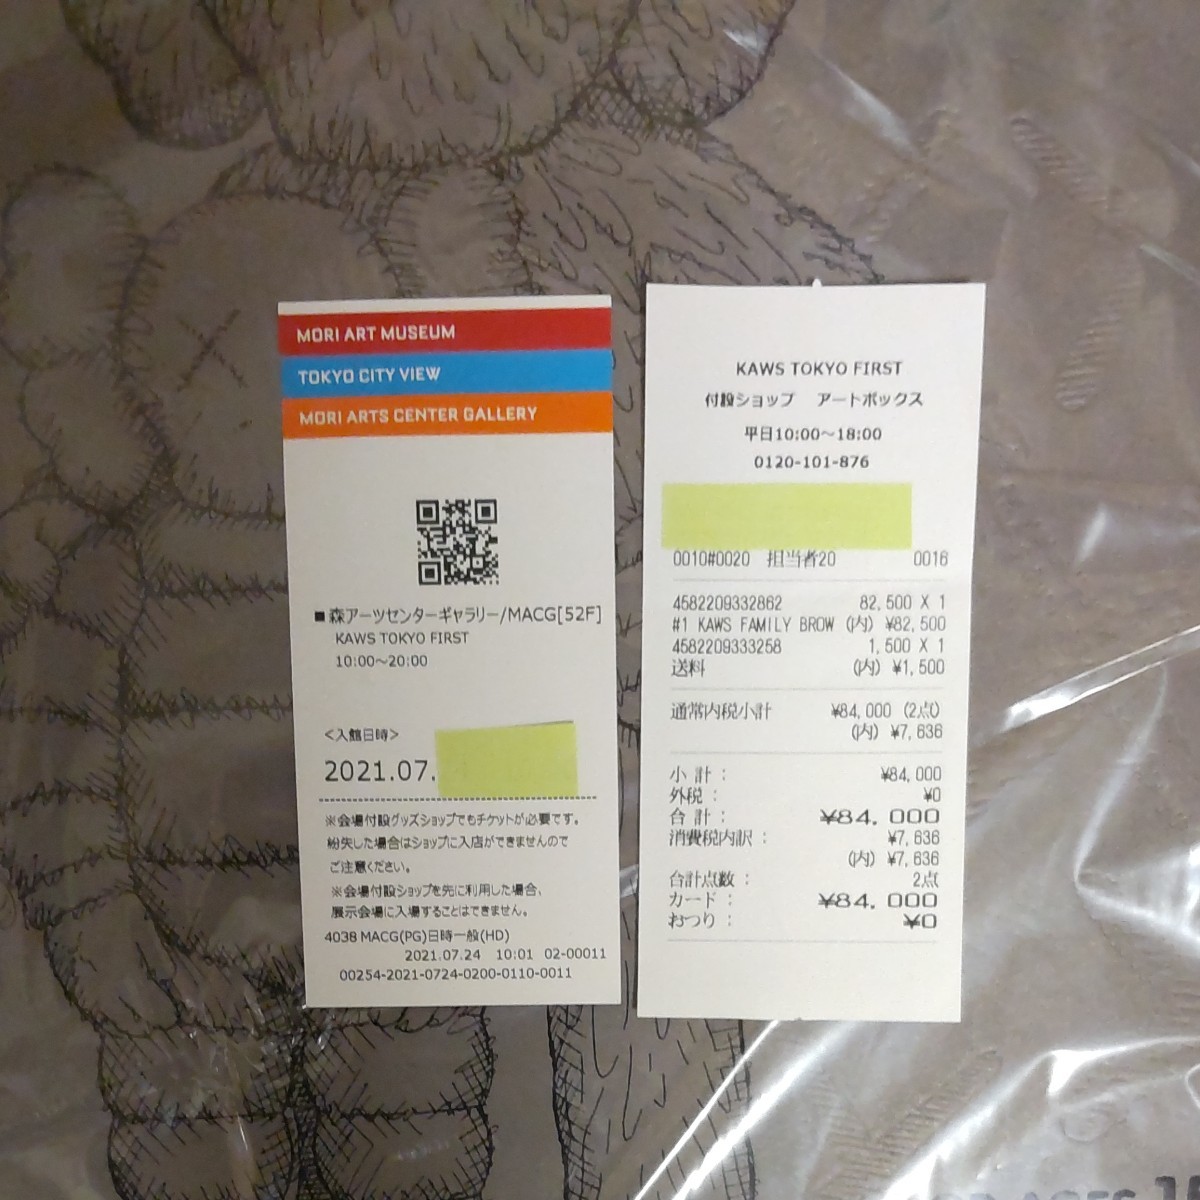 MORI ART MUSEUM
TOKYO CITY VIEW
MORI ARTS CENTER GALLERY
■森アーツセンターギャラリー/MACG[52F]
KAWS TOKYO FIRST
10:00～20:00
<入館日時>
2021.07.
※会場付設グッズショップでもチケットが必要です。
紛失した場合はショップに入店ができませんので
ご注意ください。
※会場付設ショップを先に利用した場合、
展示会場に入場することはできません。
4038 MACG(PG)日時一般(HD)
2021.07.24 10:01 02-00011
00254-2021-0724-0200-0110-0011
KAWS TOKYO FIRST
付設ショップ アートボックス
平日10:00～18:00
0120-101-876
0010#0020 担当者20 0016
4582209332862 82,500 X 1
#1 KAWS FAMILY BROW (内) ¥82,500
4582209333258 1,500 X 1
送料 (内) ¥1,500
通常内税小計 ¥84,000 (2点)
(内) ¥7,636
小 計 : ¥84,000
外税 : ¥0
合 計 : ¥84,000
消費税内訳 : ¥7,636
(内) ¥7,636
合計点数 : 2点
カード : ¥84,000
おつり : ¥0